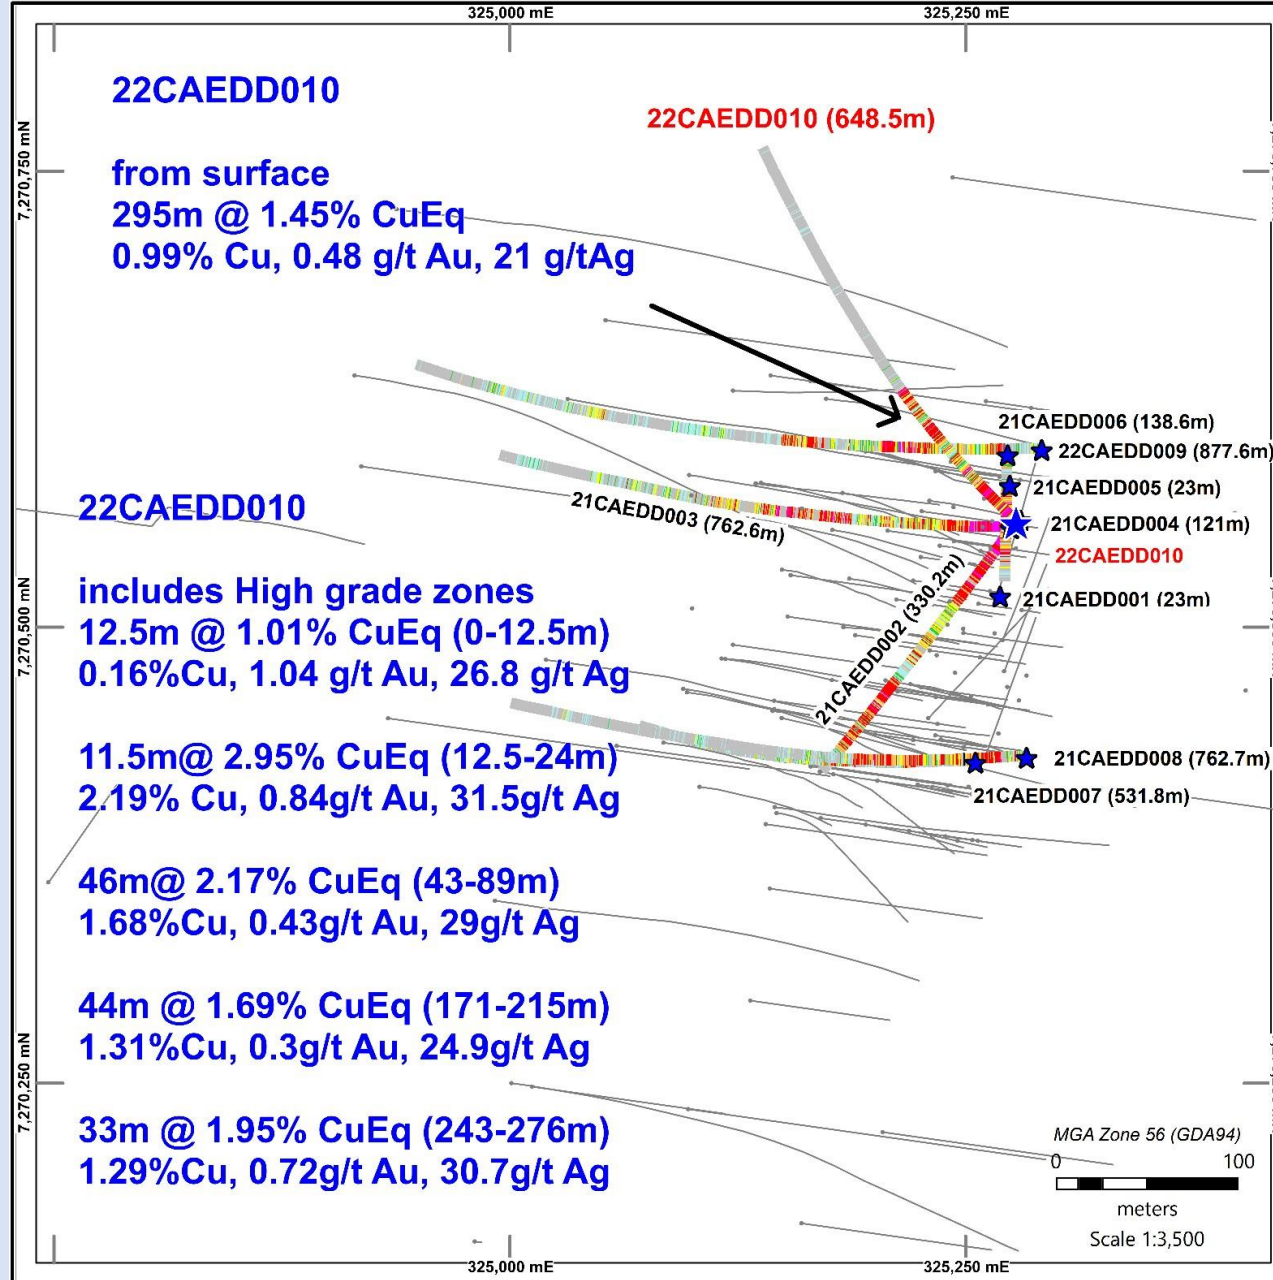 325,000 mE
325,250 mE
22CAEDD010
22CAEDD010 (648.5m)
7,270,750 mN
from surface
295m @ 1.45% CuEq
0.99% Cu, 0.48 g/t Au, 21 g/tAg
21CAEDD006 (138.6m)
22CAEDD009 (877.6m)
21CAEDD005 (23m)
21CAEDD003 (762.6m)
21CAEDD004 (121m)
22CAEDD010
22CAEDD010
21CAEDD002 (330.2m)
21CAEDD001 (23m)
7,270,500 mN
includes High grade zones
12.5m @ 1.01% CuEq (0-12.5m)
0.16%Cu, 1.04 g/t Au, 26.8 g/t Ag
11.5m@ 2.95% CuEq (12.5-24m)
2.19% Cu, 0.84g/t Au, 31.5g/t Ag
21CAEDD008 (762.7m)
21CAEDD007 (531.8m)
46m@ 2.17% CuEq (43-89m)
1.68%Cu, 0.43g/t Au, 29g/t Ag
44m @ 1.69% CuEq (171-215m)
1.31%Cu, 0.3g/t Au, 24.9g/t Ag
7,270,250 mN
33m @ 1.95% CuEq (243-276m)
1.29%Cu, 0.72g/t Au, 30.7g/t Ag
MGA Zone 56 (GDA94)
0 100
meters
Scale 1:3,500
325,000 mE
325,250 mE